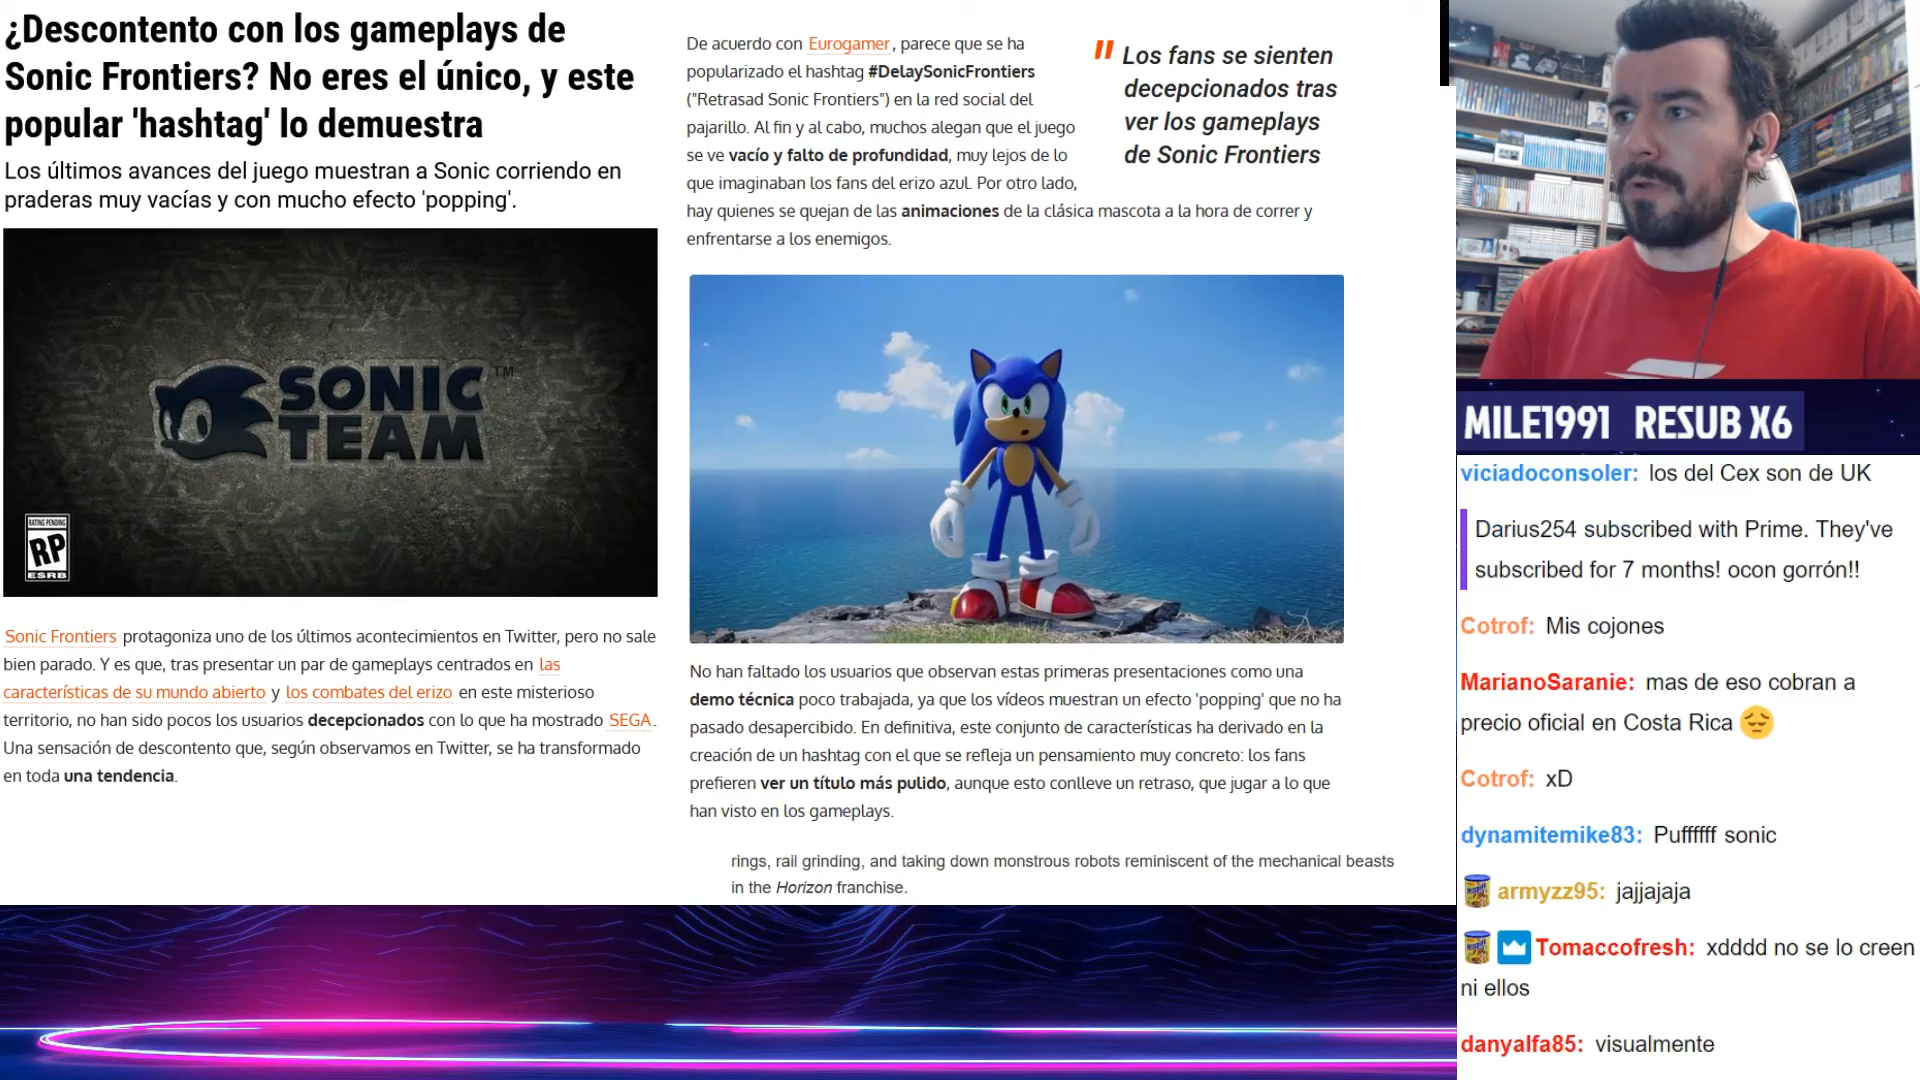 ¿Descontento con los gameplays de
Sonic Frontiers? No eres el único, y este
popular 'hashtag' lo demuestra
Los últimos avances del juego muestran a Sonic corriendo en
praderas muy vacías y con mucho efecto 'popping'.
SONIC
TEAM
TM
RATING PENDING
RP
ESRB
Sonic Frontiers protagoniza uno de los últimos acontecimientos en Twitter, pero no sale
bien parado. Y es que, tras presentar un par de gameplays centrados en las
características de su mundo abierto y los combates del erizo en este misterioso
territorio, no han sido pocos los usuarios decepcionados con lo que ha mostrado SEGA.
Una sensación de descontento que, según observamos en Twitter, se ha transformado
en toda una tendencia.
De acuerdo con Eurogamer, parece que se ha
popularizado el hashtag #DelaySonicFrontiers
("Retrasad Sonic Frontiers") en la red social del
pajarillo. Al fin y al cabo, muchos alegan que el juego
se ve vacío y falto de profundidad, muy lejos de lo
que imaginaban los fans del erizo azul. Por otro lado,
hay quienes se quejan de las animaciones de la clásica mascota a la hora de correr y
enfrentarse a los enemigos.
" Los fans se sienten
decepcionados tras
ver los gameplays
de Sonic Frontiers
No han faltado los usuarios que observan estas primeras presentaciones como una
demo técnica poco trabajada, ya que los vídeos muestran un efecto 'popping' que no ha
pasado desapercibido. En definitiva, este conjunto de características ha derivado en la
creación de un hashtag con el que se refleja un pensamiento muy concreto: los fans
prefieren ver un título más pulido, aunque esto conlleve un retraso, que jugar a lo que
han visto en los gameplays.
rings, rail grinding, and taking down monstrous robots reminiscent of the mechanical beasts
in the Horizon franchise.
MILE1991 RESUB X6
viciadoconsoler: los del Cex son de UK
Darius254 subscribed with Prime. They've
subscribed for 7 months! ocon gorrón!!
Cotrof: Mis cojones
MarianoSaranie: mas de eso cobran a
precio oficial en Costa Rica 😔
Cotrof: xD
dynamitemike83: Puffffff sonic
armyzz95: jajjajaja
Tomaccofresh: xdddd no se lo creen
ni ellos
danyalfa85: visualmente